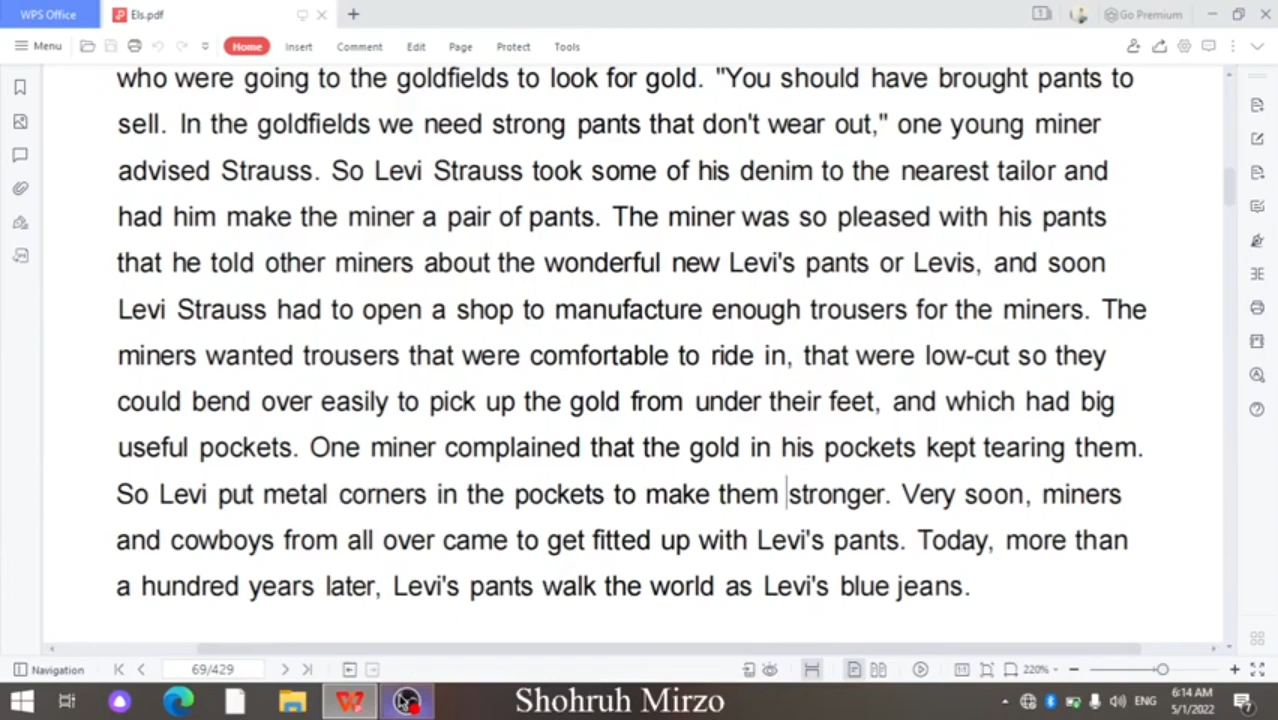 WPS Office
Els.pdf
Go Premium
Menu
Home
Insert
Comment
Edit
Page
Protect
Tools
who were going to the goldfields to look for gold. "You should have brought pants to
sell. In the goldfields we need strong pants that don't wear out," one young miner
advised Strauss. So Levi Strauss took some of his denim to the nearest tailor and
had him make the miner a pair of pants. The miner was so pleased with his pants
that he told other miners about the wonderful new Levi's pants or Levis, and soon
Levi Strauss had to open a shop to manufacture enough trousers for the miners. The
miners wanted trousers that were comfortable to ride in, that were low-cut so they
could bend over easily to pick up the gold from under their feet, and which had big
useful pockets. One miner complained that the gold in his pockets kept tearing them.
So Levi put metal corners in the pockets to make them stronger. Very soon, miners
and cowboys from all over came to get fitted up with Levi's pants. Today, more than
a hundred years later, Levi's pants walk the world as Levi's blue jeans.
Navigation
69/429
220%
Shohruh Mirzo
ENG
6:14 AM
5/1/2022
7